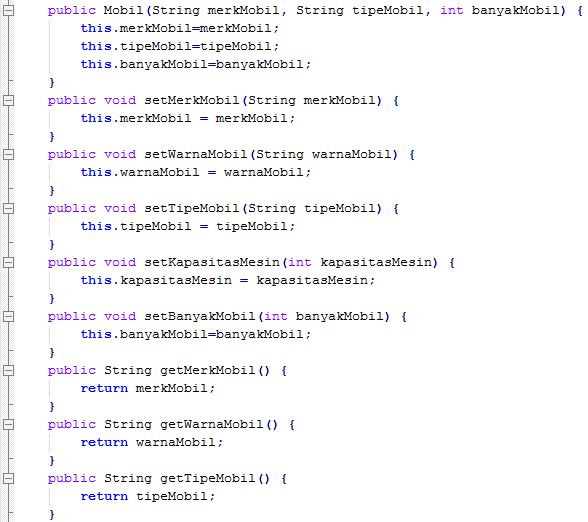 public Mobil(String merkMobil, String tipeMobil, int banyakMobil) {
this.merkMobil=merkMobil;
this.tipeMobil=tipeMobil;
this.banyakMobil=banyakMobil;
}
public void setMerkMobil(String merkMobil) {
this.merkMobil = merkMobil;
}
public void setWarnaMobil(String warnaMobil) {
this.warnaMobil = warnaMobil;
}
public void setTipeMobil(String tipeMobil) {
this.tipeMobil = tipeMobil;
}
public void setKapasitasMesin(int kapasitasMesin) {
this.kapasitasMesin = kapasitasMesin;
}
public void setBanyakMobil(int banyakMobil) {
this.banyakMobil=banyakMobil;
}
public String getMerkMobil() {
return merkMobil;
}
public String getWarnaMobil() {
return warnaMobil;
}
public String getTipeMobil() {
return tipeMobil;
}